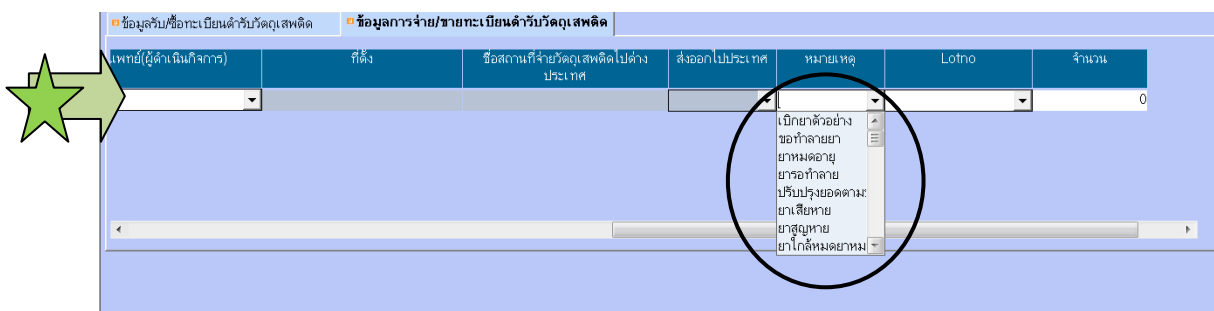 ข้อมูลรับ/ซื้อทะเบียนตำรับวัตถุเสพติด ข้อมูลการจ่าย/ขายทะเบียนตำรับวัตถุเสพติด
แพทย์(ผู้ดำเนินกิจการ) ที่ตั้ง ชื่อสถานที่จ่ายวัตถุเสพติดไปต่าง ส่งออกไปประเทศ หมายเหตุ Lotno จำนวน
ประเทศ
0
เบิกยาตัวอย่าง
ขอทำลายยา
ยาหมดอายุ
ยารอทำลาย
ปรับปรุงยอดตาม
ยาเสียหาย
ยาสูญหาย
ยาใกล้หมดยาหม